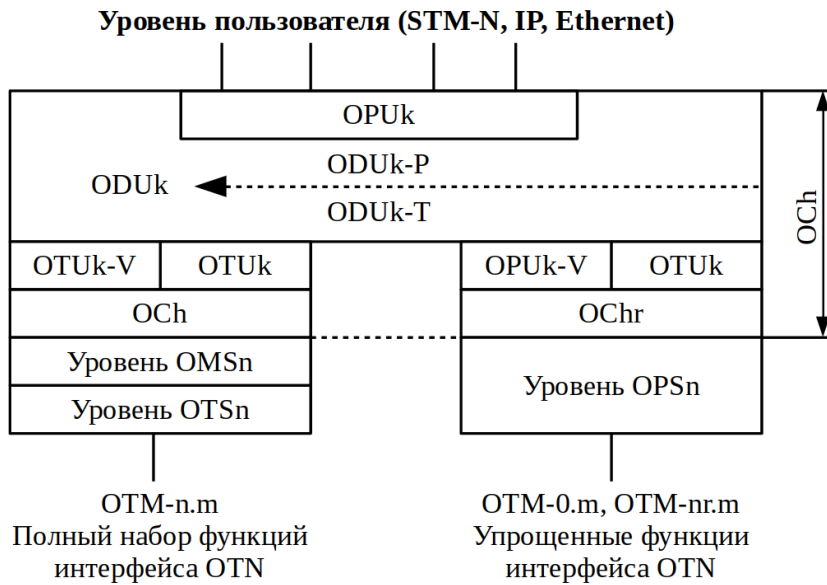 Уровень пользователя (STM-N, IP, Ethernet)
OPUk
ODUk-P
ODUk
ODUk-T
OCh
OTUk-V
OTUk
OPUk-V
OTUk
OCh
OChr
Уровень OMSn
Уровень OTSn
Уровень OPSn
OTM-n.m
Полный набор функций
интерфейса OTN
OTM-0.m, OTM-nr.m
Упрощенные функции
интерфейса OTN